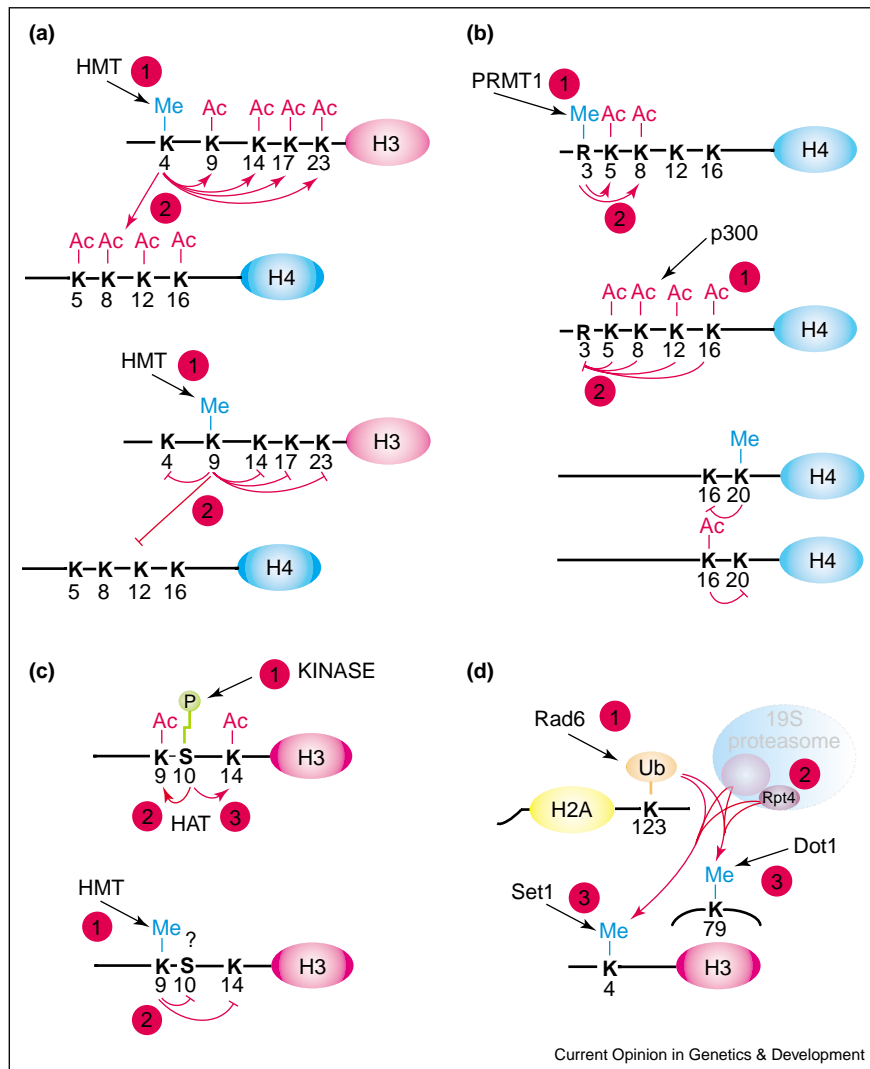 (a)
HMT 1
Me Ac Ac Ac Ac
K K K K K H3
4 9 14 17 23
2
Ac Ac Ac Ac
K K K K H4
5 8 12 16
HMT 1
Me
K K K K K H3
4 9 14 17 23
2
K K K K H4
5 8 12 16
(b)
PRMT1 1
Me Ac Ac
R K K K K H4
3 5 8 12 16
2
p300
Ac Ac Ac Ac 1
R K K K K H4
3 5 8 12 16
2
Me
K K H4
16 20
Ac
K K H4
16 20
(c)
1 KINASE
P
Ac Ac
K S K H3
9 10 14
2 HAT 3
HMT
1 Me ?
K S K H3
9 10 14
2
(d)
Rad6 1
19S
proteasome
Ub 2
Rpt4
H2A K
123
Dot1
Me 3
K
79
Set1 3
Me
K H3
4
Current Opinion in Genetics & Development